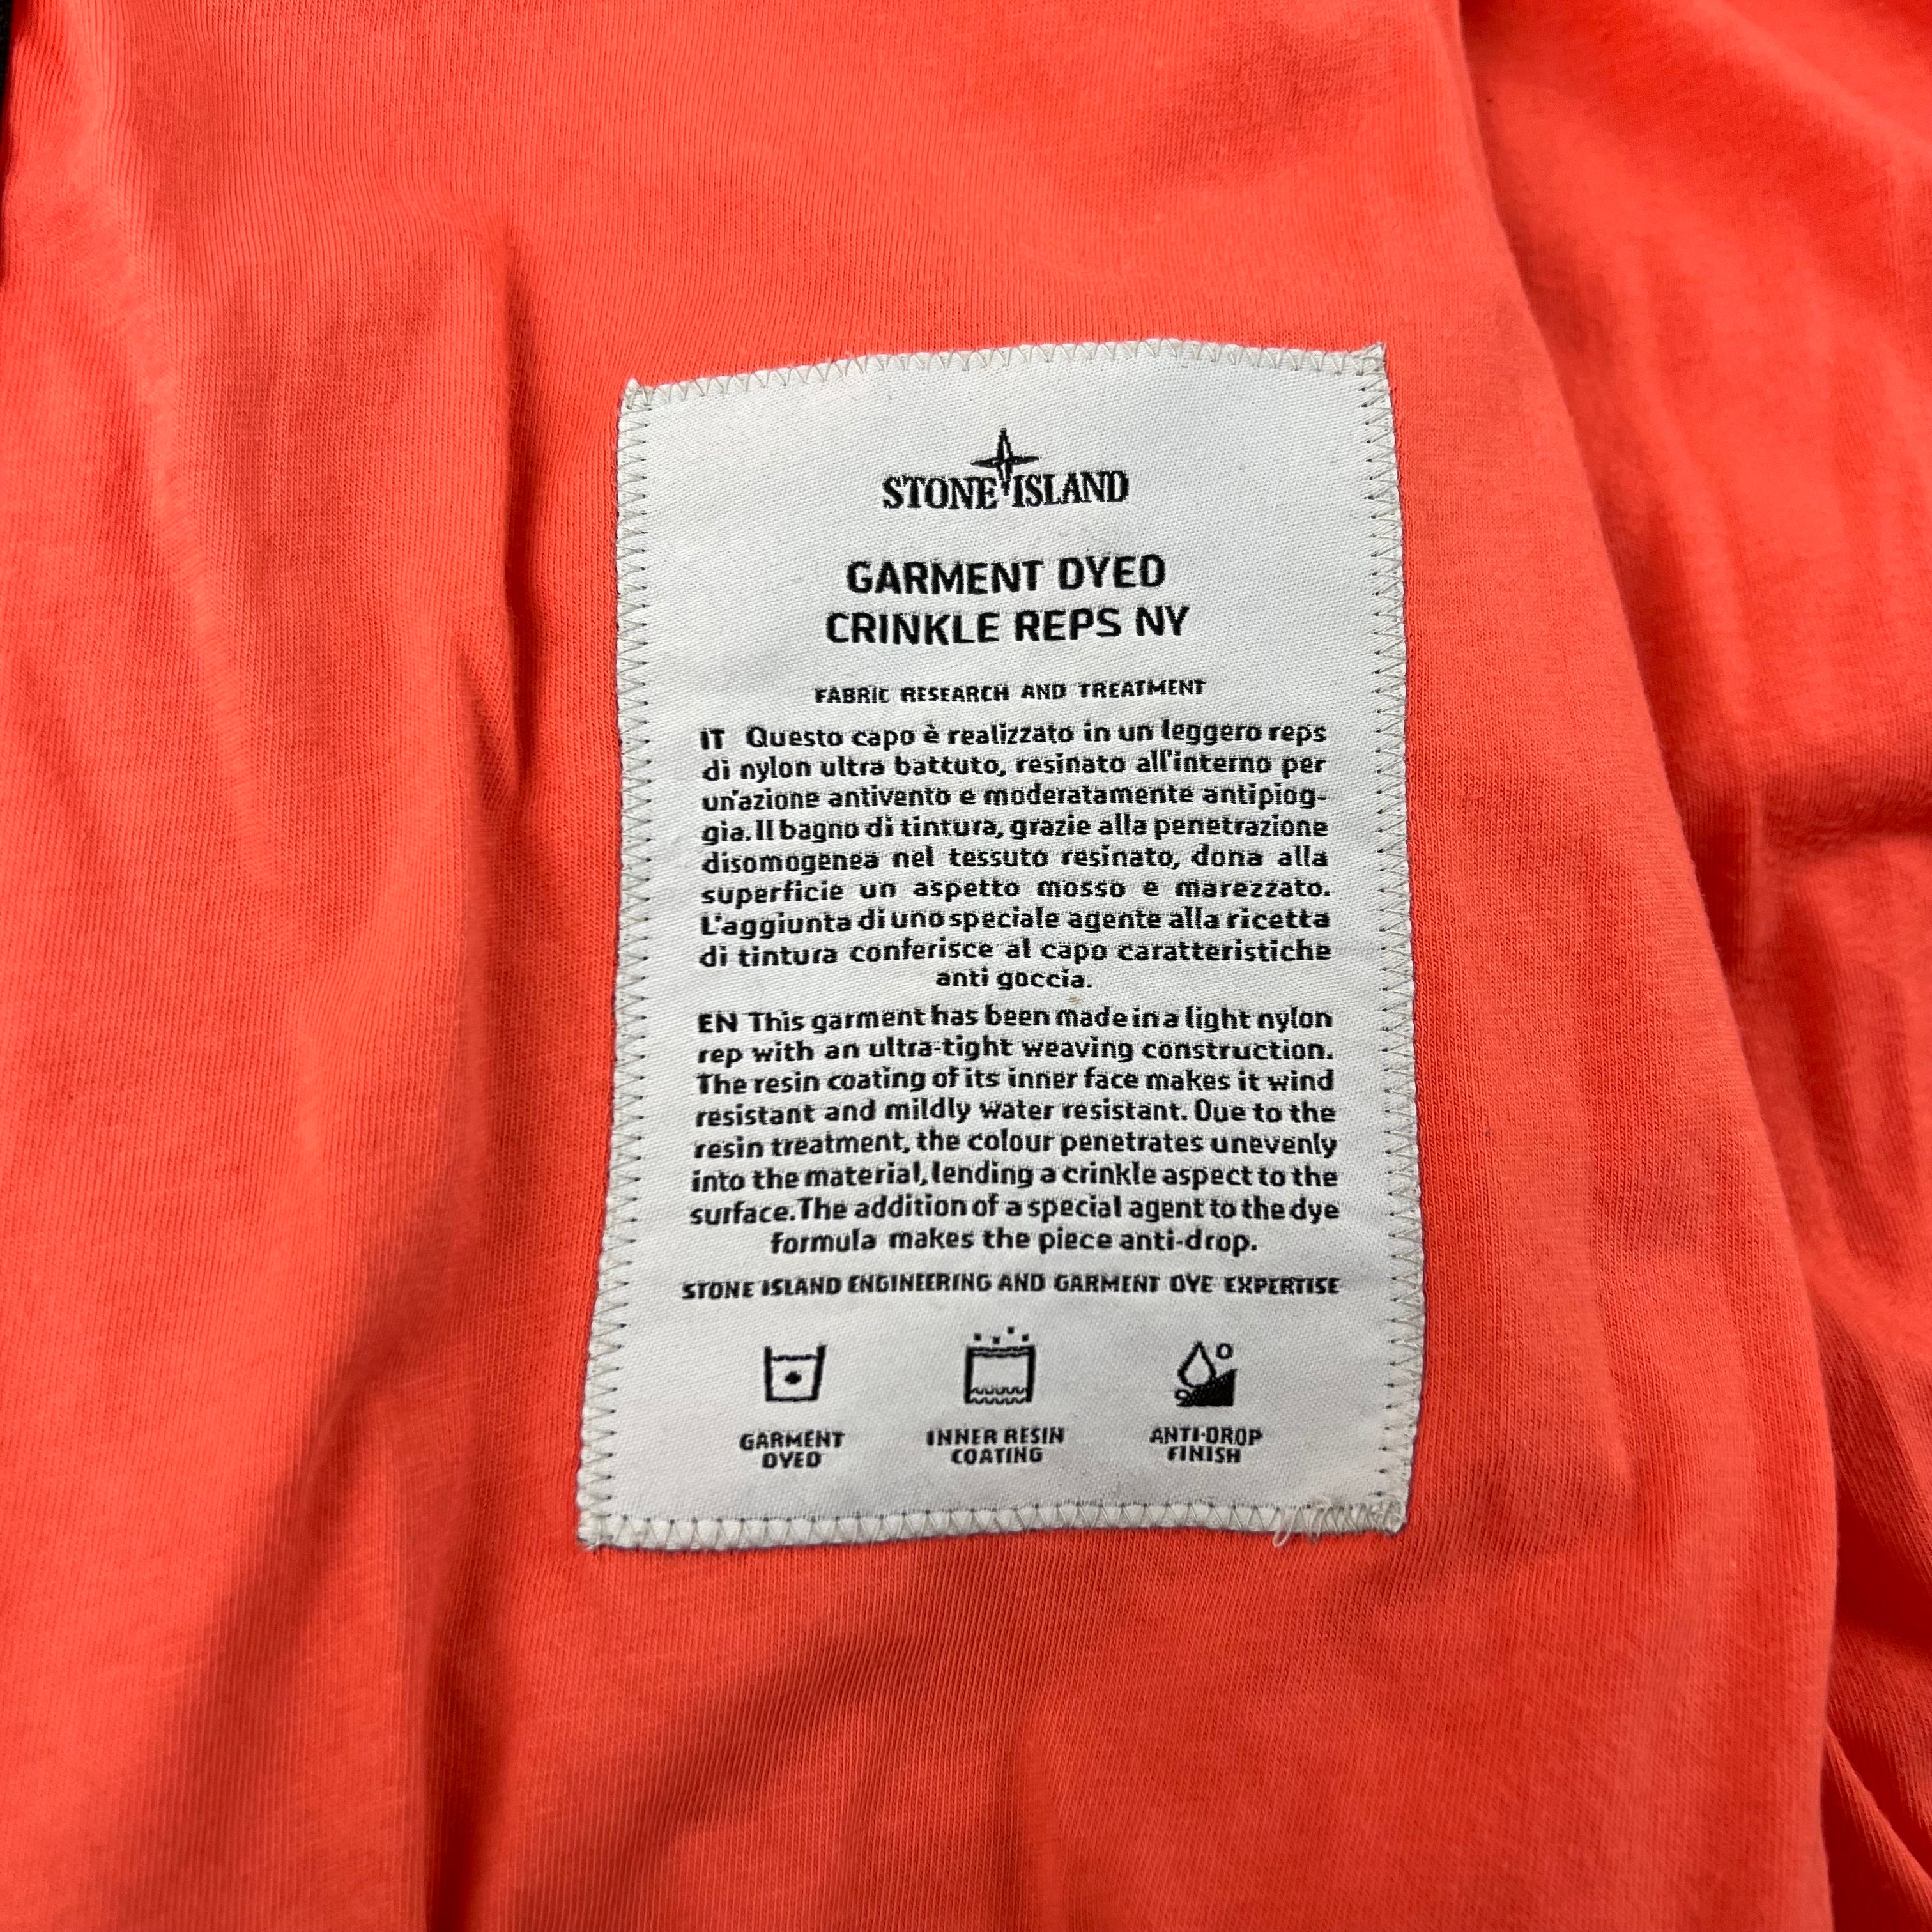 STONE ISLAND
GARMENT DYED
CRINKLE REPS NY
FABRIC RESEARCH AND TREATMENT
IT Questo capo è realizzato in un leggero reps
di nylon ultra battuto, resinato all'interno per
un'azione antivento e moderatamente antipiog-
gia. Il bagno di tintura, grazie alla penetrazione
disomogenea nel tessuto resinato, dona alla
superficie un aspetto mosso e marezzato.
L'aggiunta di uno speciale agente alla ricetta
di tintura conferisce al capo caratteristiche
anti goccia.
EN This garment has been made in a light nylon
rep with an ultra-tight weaving construction.
The resin coating of its inner face makes it wind
resistant and mildly water resistant. Due to the
resin treatment, the colour penetrates unevenly
into the material, lending a crinkle aspect to the
surface. The addition of a special agent to the dye
formula makes the piece anti-drop.
STONE ISLAND ENGINEERING AND GARMENT DYE EXPERTISE
GARMENT INNER RESIN ANTI-DROP
DYED COATING FINISH